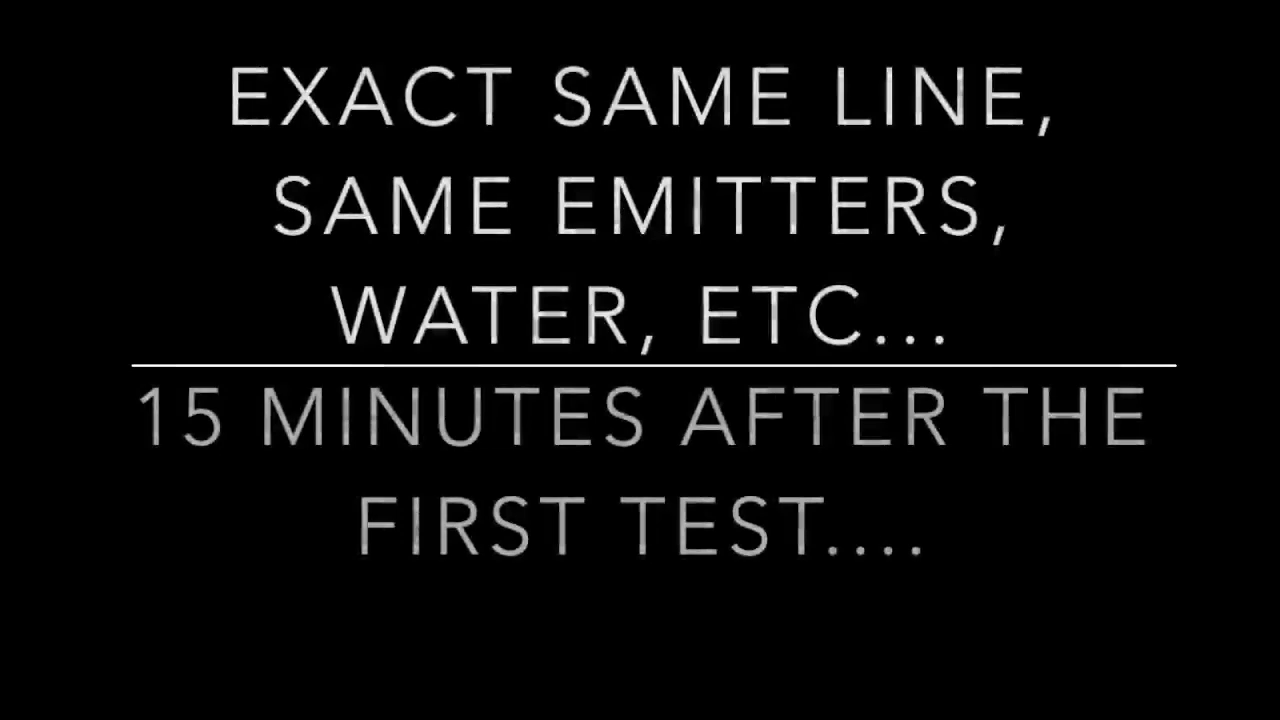 EXACT SAME LINE,
SAME EMITTERS,
WATER, ETC...
15 MINUTES AFTER THE
FIRST TEST....